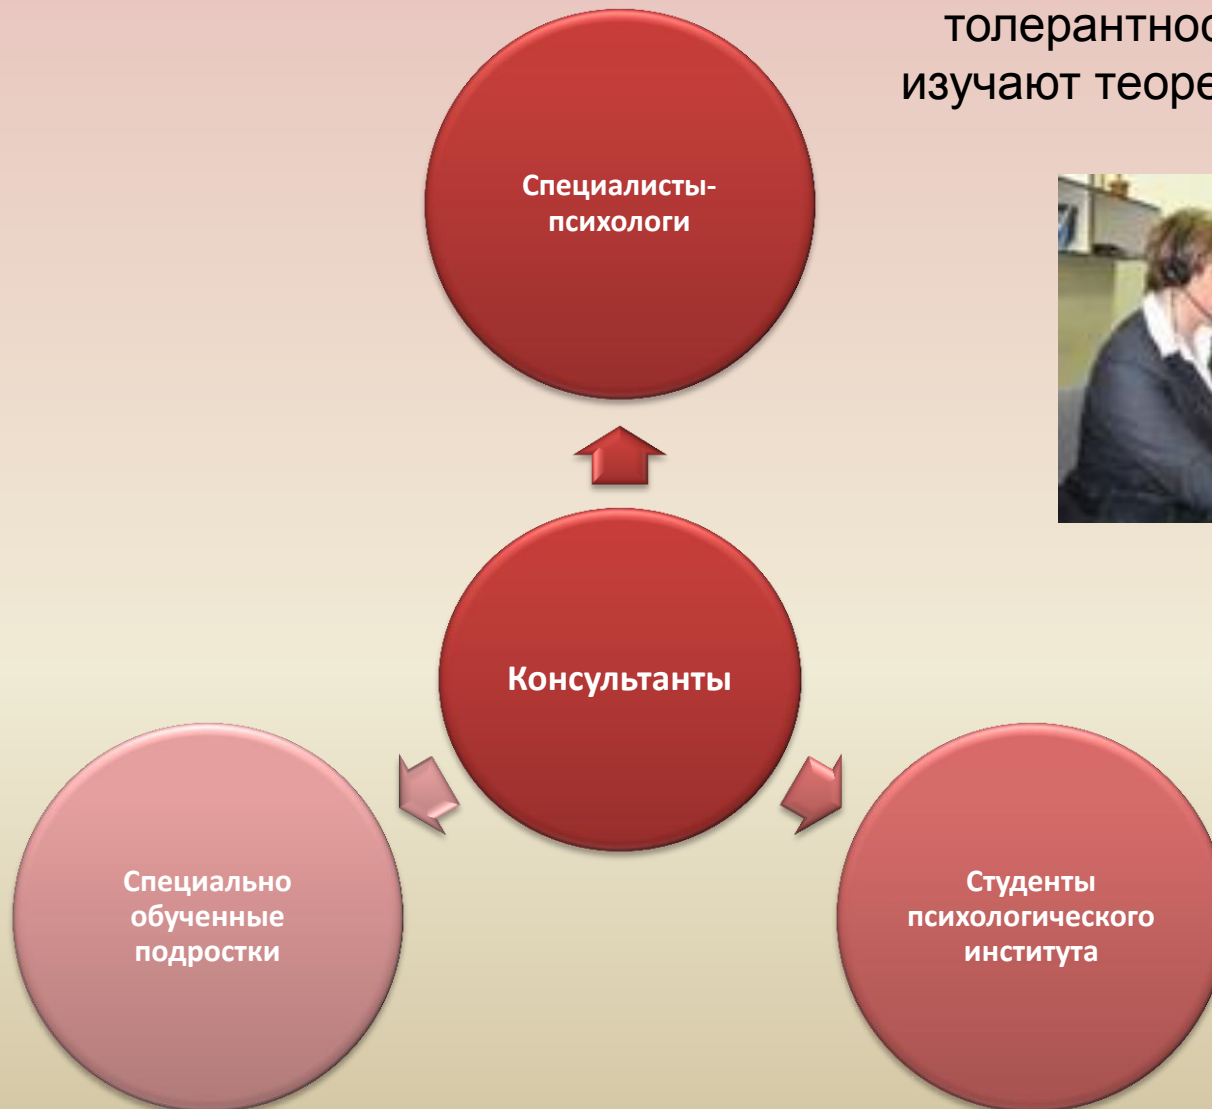 толерантнос
изучают теоре
Специалисты-
психологи
Консультанты
Специально
обученные
подростки
Студенты
психологического
института